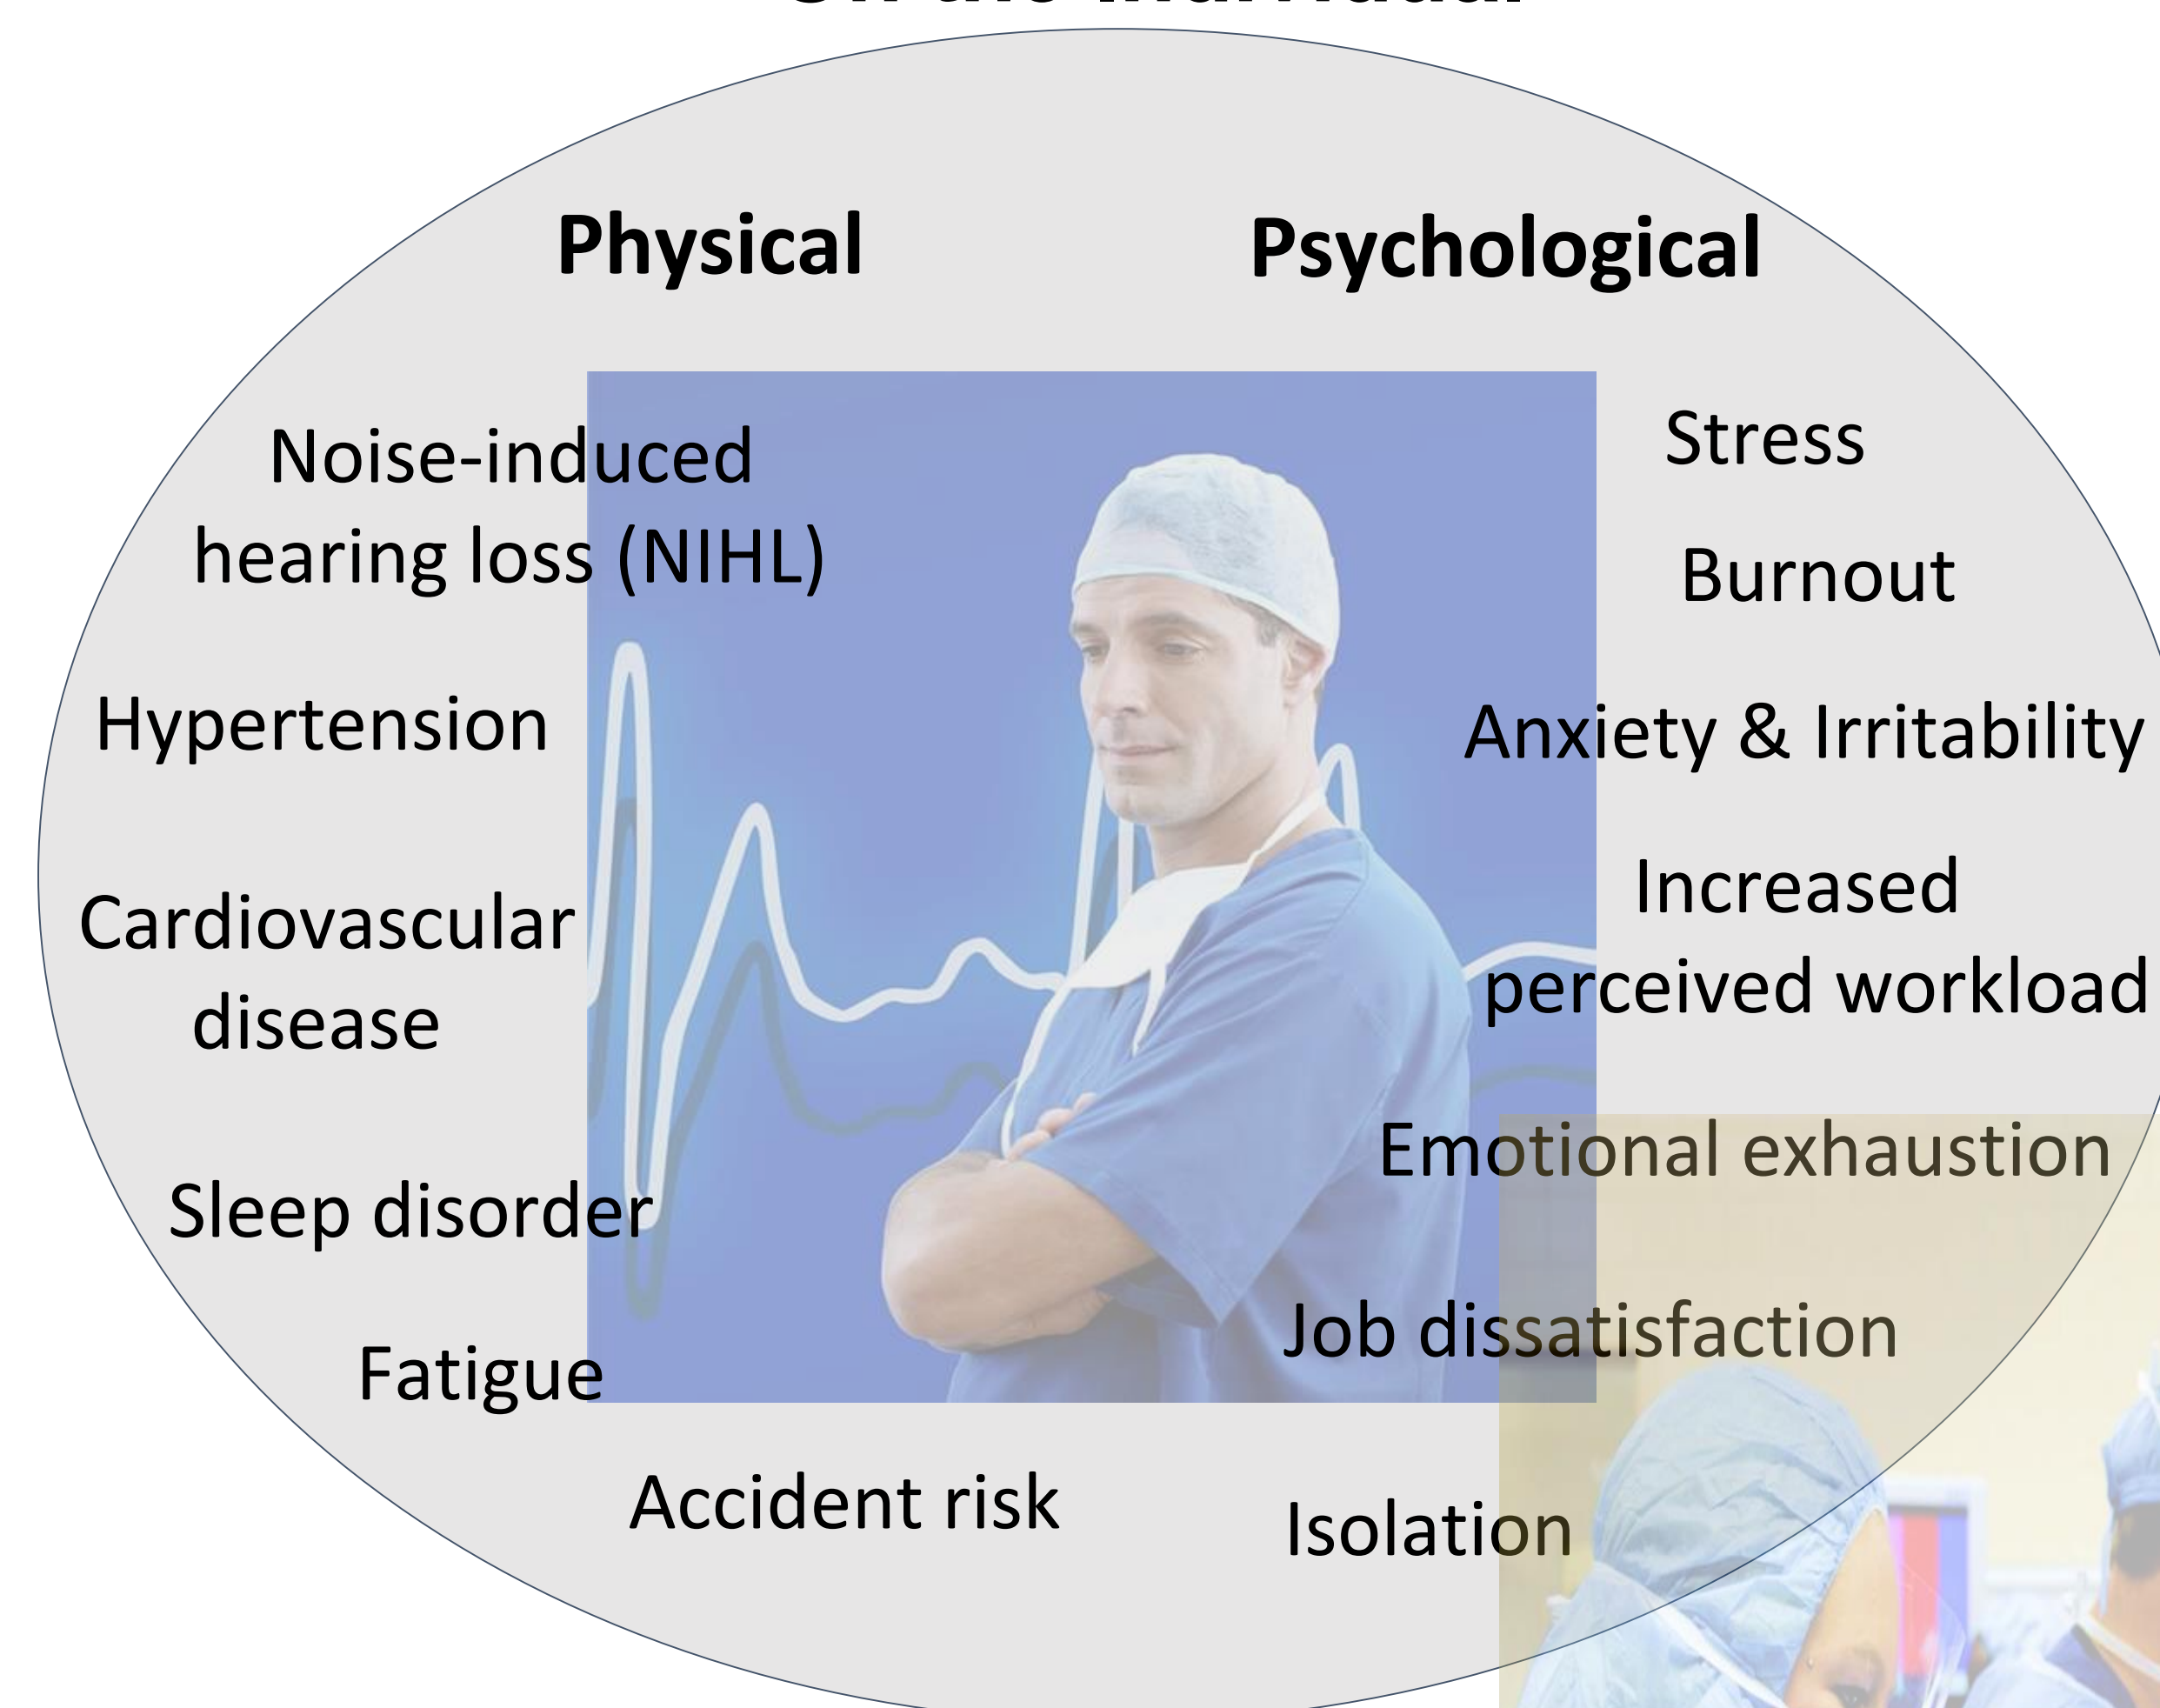 Physical
Psychological
Noise-induced
hearing loss (NIHL)
Hypertension
Cardiovascular
disease
Sleep disorder
Fatigue
Accident risk
Stress
Burnout
Anxiety & Irritability
Increased
perceived workload
Emotional exhaustion
Job dissatisfaction
Isolation